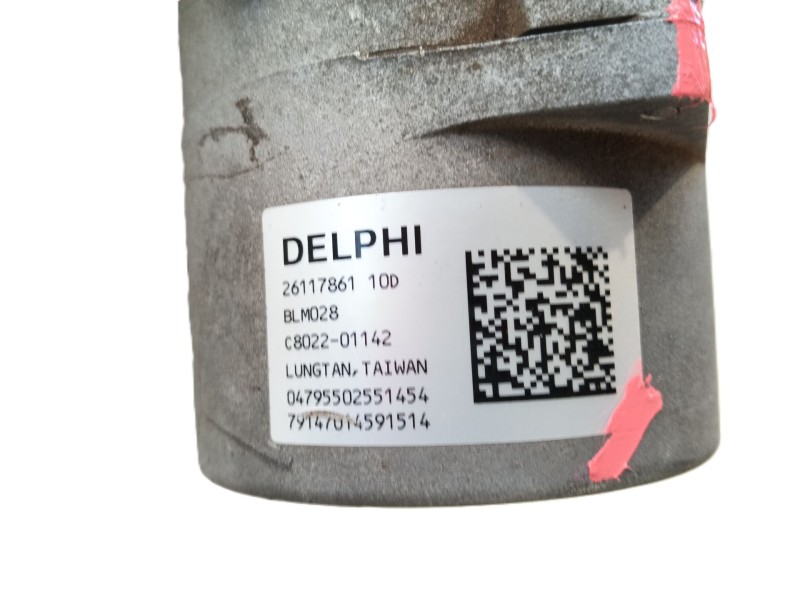 DELPHI
26117861 10D
BLM028
C8022-01142
LUNGTAN, TAIWAN
04795502551454
79147014591514